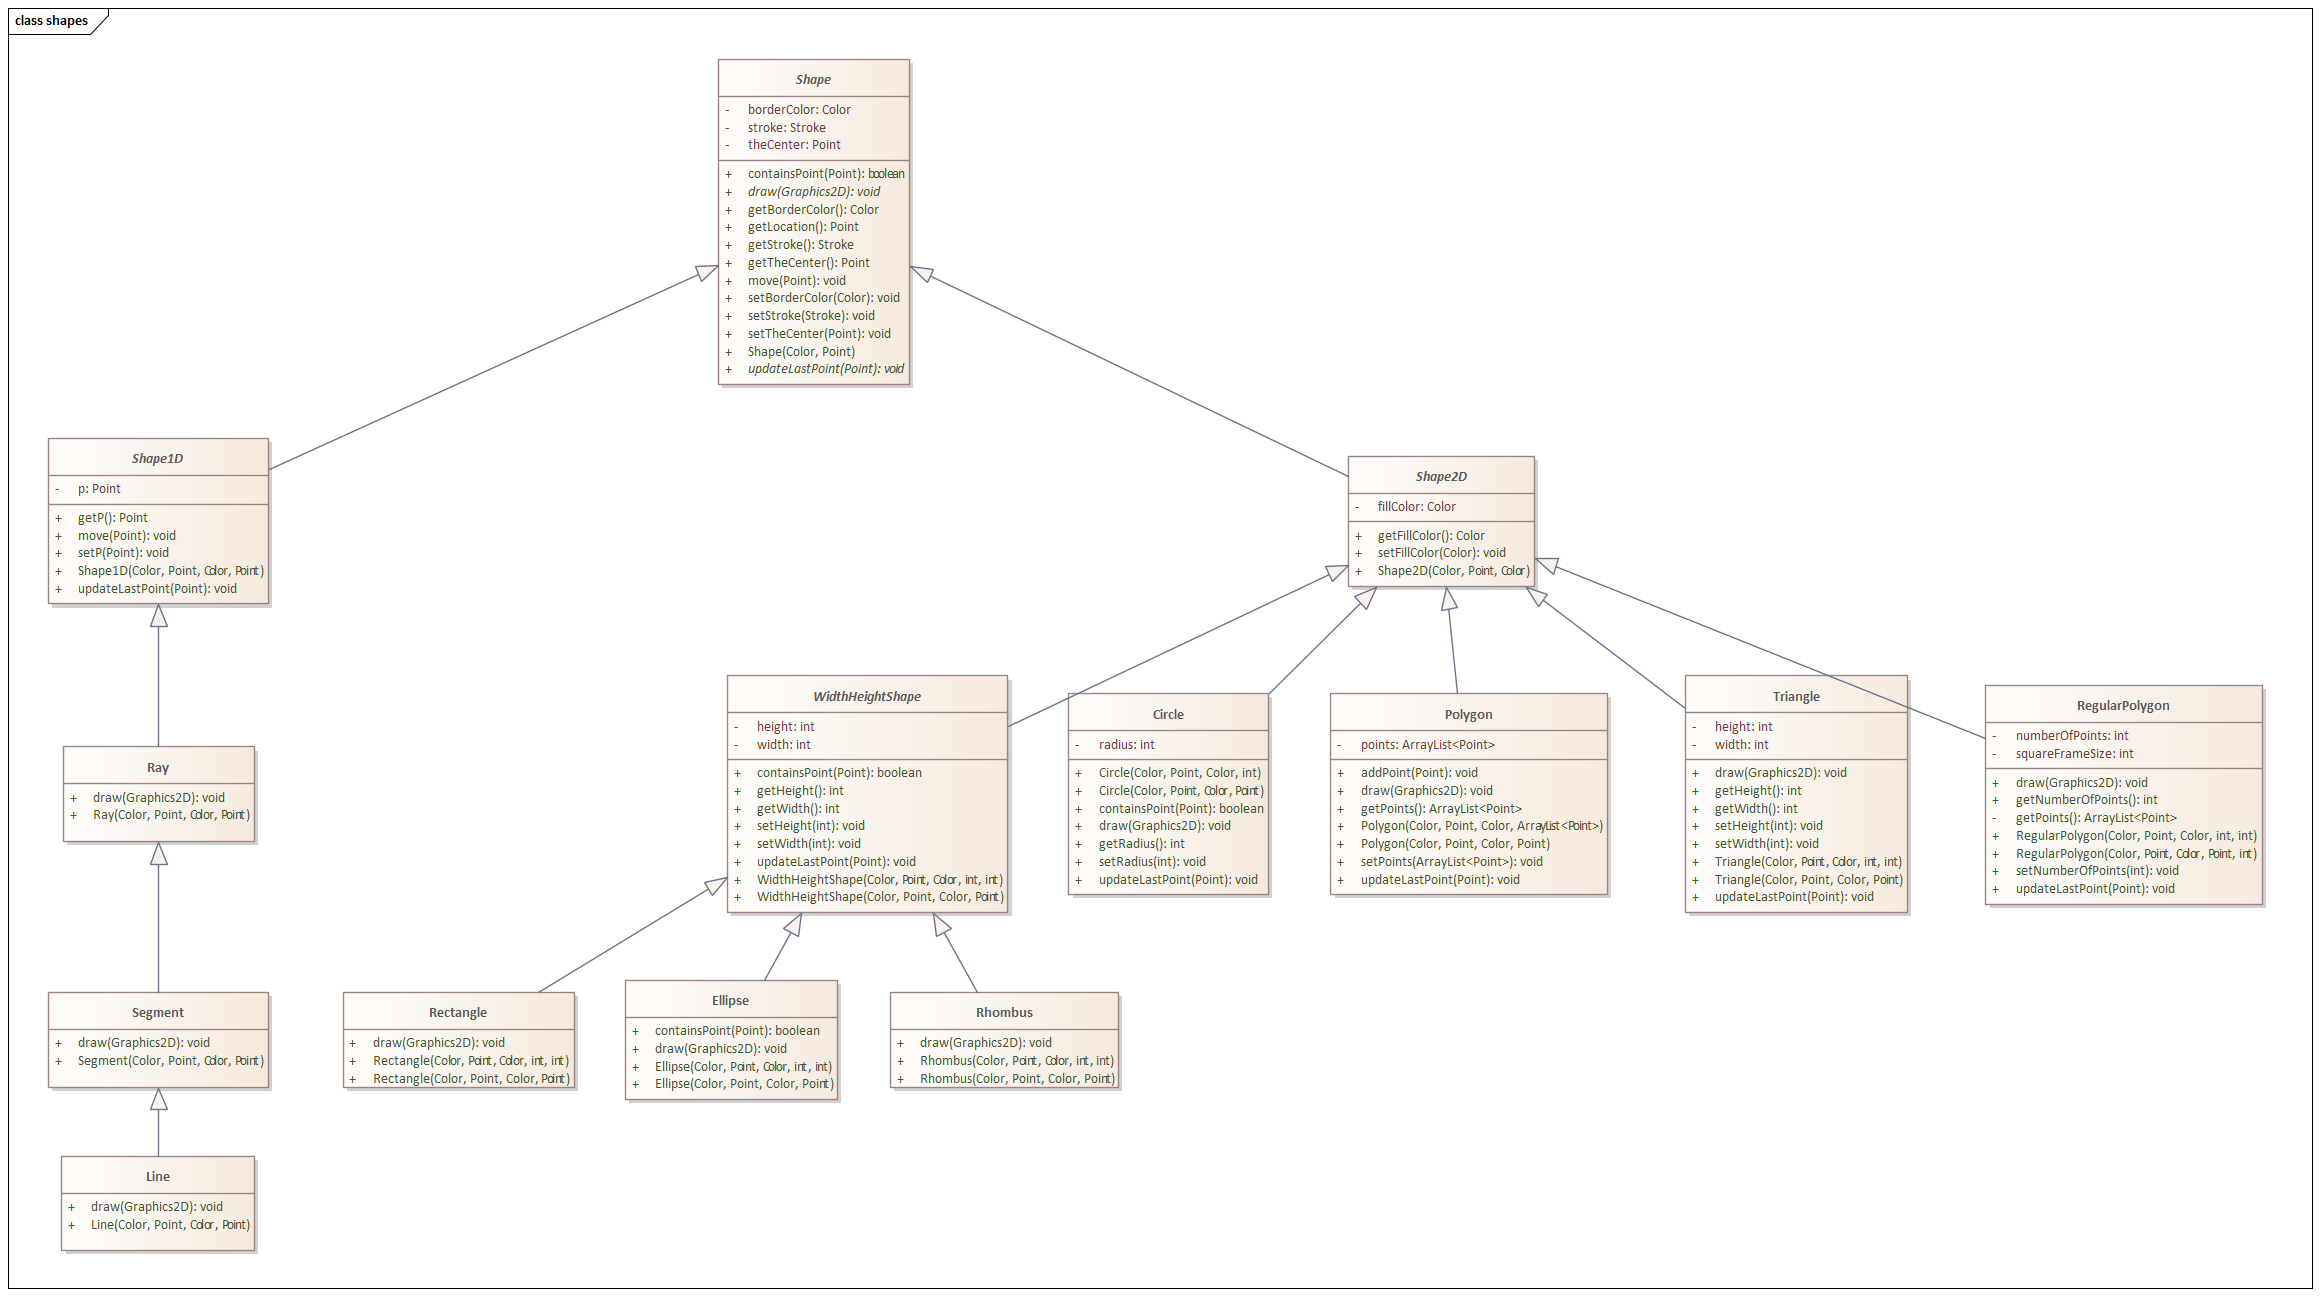 class shapes
Shape
- borderColor: Color
- stroke: Stroke
- theCenter: Point
+ containsPoint(Point): boolean
+ draw(Graphics2D): void
+ getBorderColor(): Color
+ getLocation(): Point
+ getStroke(): Stroke
+ getTheCenter(): Point
+ move(Point): void
+ setBorderColor(Color): void
+ setStroke(Stroke): void
+ setTheCenter(Point): void
+ Shape(Color, Point)
+ updateLastPoint(Point): void
Shape1D
- p: Point
+ getP(): Point
+ move(Point): void
+ setP(Point): void
+ Shape1D(Color, Point, Color, Point)
+ updateLastPoint(Point): void
Shape2D
- fillColor: Color
+ getFillColor(): Color
+ setFillColor(Color): void
+ Shape2D(Color, Point, Color)
Ray
+ draw(Graphics2D): void
+ Ray(Color, Point, Color, Point)
WidthHeightShape
- height: int
- width: int
+ containsPoint(Point): boolean
+ getHeight(): int
+ getWidth(): int
+ setHeight(int): void
+ setWidth(int): void
+ updateLastPoint(Point): void
+ WidthHeightShape(Color, Point, Color, int, int)
+ WidthHeightShape(Color, Point, Color, Point)
Circle
- radius: int
+ Circle(Color, Point, Color, int)
+ Circle(Color, Point, Color, Point)
+ containsPoint(Point): boolean
+ draw(Graphics2D): void
+ getRadius(): int
+ setRadius(int): void
+ updateLastPoint(Point): void
Polygon
- points: ArrayList<Point>
+ addPoint(Point): void
+ draw(Graphics2D): void
+ getPoints(): ArrayList<Point>
+ Polygon(Color, Point, Color, ArrayList<Point>)
+ Polygon(Color, Point, Color, Point)
+ setPoints(ArrayList<Point>): void
+ updateLastPoint(Point): void
Triangle
- height: int
- width: int
+ draw(Graphics2D): void
+ getHeight(): int
+ getWidth(): int
+ setHeight(int): void
+ setWidth(int): void
+ Triangle(Color, Point, Color, int, int)
+ Triangle(Color, Point, Color, Point)
+ updateLastPoint(Point): void
RegularPolygon
- numberOfPoints: int
- squareFrameSize: int
+ draw(Graphics2D): void
+ getNumberOfPoints(): int
- getPoints(): ArrayList<Point>
+ RegularPolygon(Color, Point, Color, int, int)
+ RegularPolygon(Color, Point, Color, Point, int)
+ setNumberOfPoints(int): void
+ updateLastPoint(Point): void
Segment
+ draw(Graphics2D): void
+ Segment(Color, Point, Color, Point)
Rectangle
+ draw(Graphics2D): void
+ Rectangle(Color, Point, Color, int, int)
+ Rectangle(Color, Point, Color, Point)
Ellipse
+ containsPoint(Point): boolean
+ draw(Graphics2D): void
+ Ellipse(Color, Point, Color, int, int)
+ Ellipse(Color, Point, Color, Point)
Rhombus
+ draw(Graphics2D): void
+ Rhombus(Color, Point, Color, int, int)
+ Rhombus(Color, Point, Color, Point)
Line
+ draw(Graphics2D): void
+ Line(Color, Point, Color, Point)